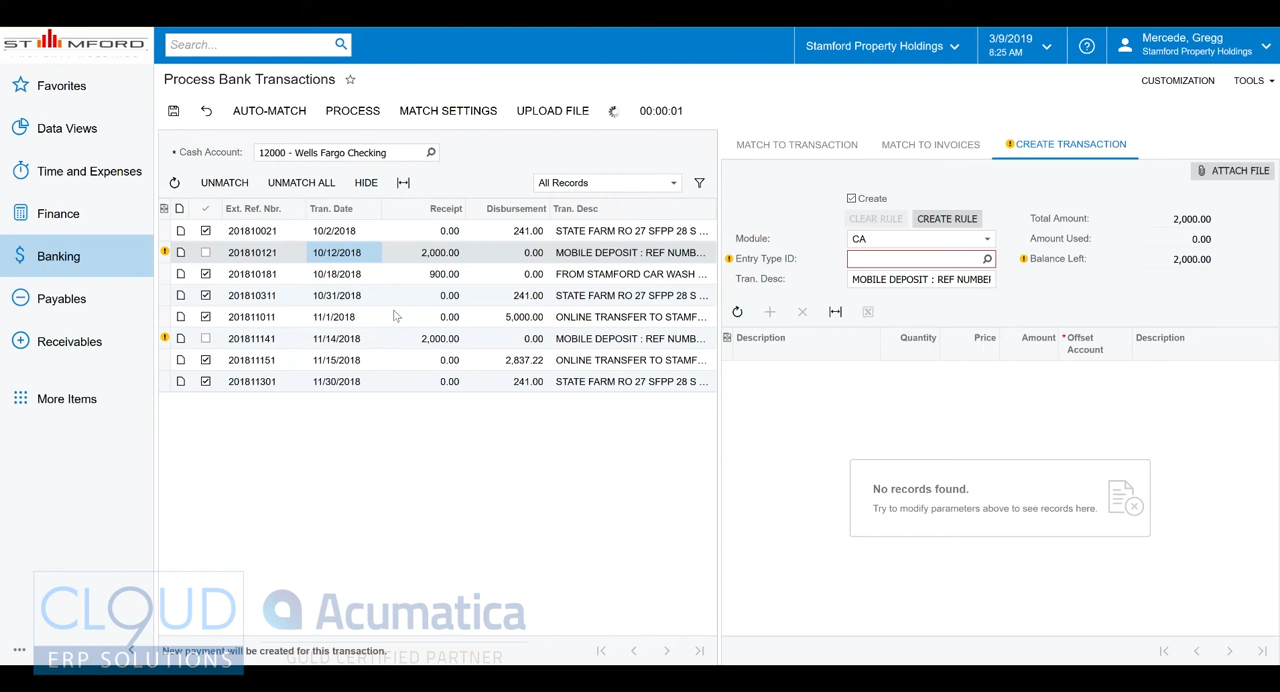 STAMFORD
Search...
Stamford Property Holdings
3/9/2019
8:25 AM
Mercede, Gregg
Stamford Property Holdings
Favorites
Data Views
Time and Expenses
Finance
Banking
Payables
Receivables
More Items
Process Bank Transactions
CUSTOMIZATION TOOLS
AUTO-MATCH PROCESS MATCH SETTINGS UPLOAD FILE 00:00:01
* Cash Account: 12000 - Wells Fargo Checking
UNMATCH UNMATCH ALL HIDE All Records
Ext. Ref. Nbr. Tran. Date Receipt Disbursement Tran. Desc
201810021 10/2/2018 0.00 241.00 STATE FARM RO 27 SFPP 28 S ...
201810121 10/12/2018 2,000.00 0.00 MOBILE DEPOSIT : REF NUMB...
201810181 10/18/2018 900.00 0.00 FROM STAMFORD CAR WASH ...
201810311 10/31/2018 0.00 241.00 STATE FARM RO 27 SFPP 28 S ...
201811011 11/1/2018 0.00 5,000.00 ONLINE TRANSFER TO STAMF...
201811141 11/14/2018 2,000.00 0.00 MOBILE DEPOSIT : REF NUMB...
201811151 11/15/2018 0.00 2,837.22 ONLINE TRANSFER TO STAMF...
201811301 11/30/2018 0.00 241.00 STATE FARM RO 27 SFPP 28 S ...
MATCH TO TRANSACTION MATCH TO INVOICES CREATE TRANSACTION
ATTACH FILE
Create
CLEAR RULE CREATE RULE
Module: CA
Entry Type ID:
Tran. Desc: MOBILE DEPOSIT : REF NUMBER
Total Amount: 2,000.00
Amount Used: 0.00
Balance Left: 2,000.00
Description Quantity Price Amount * Offset Account Description
No records found.
Try to modify parameters above to see records here.
New payment will be created for this transaction.
CLOUD 9
ERP SOLUTIONS
Acumatica
GOLD CERTIFIED PARTNER